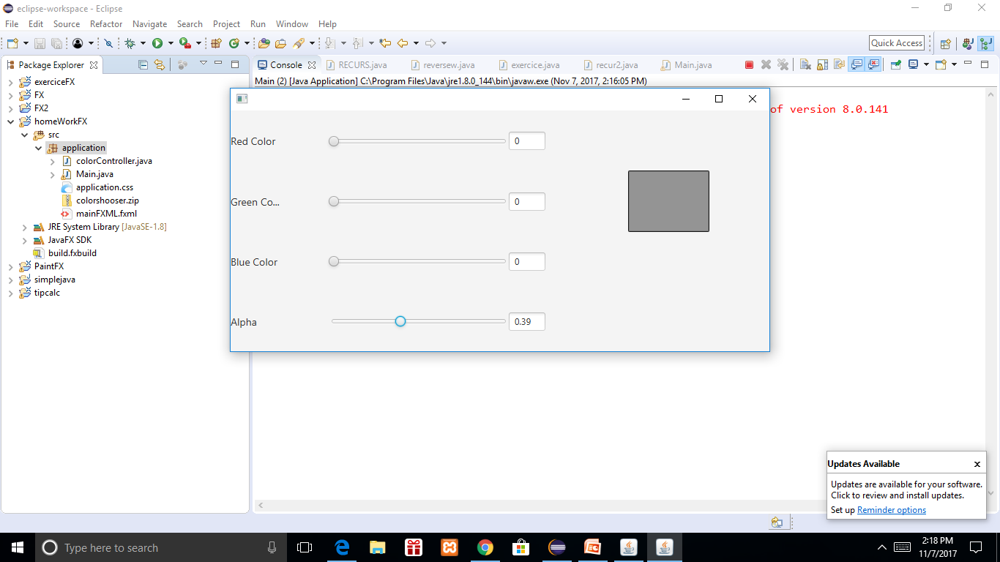 eclipse-workspace - Eclipse
File Edit Source Refactor Navigate Search Project Run Window Help
Quick Access
Package Explorer
Console RECURS.java reversew.java exercice.java recur2.java Main.java
Main (2) [Java Application] C:\Program Files\Java\jre1.8.0_144\bin\javaw.exe (Nov 7, 2017, 2:16:05 PM)
of version 8.0.141
exerciceFX
FX
FX2
homeWorkFX
src
application
colorController.java
Main.java
application.css
colorshooser.zip
mainFXML.fxml
JRE System Library [JavaSE-1.8]
JavaFX SDK
build.fxbuild
PaintFX
simplejava
tipcalc
Red Color 0
Green Co... 0
Blue Color 0
Alpha 0.39
Updates Available
Updates are available for your software.
Click to review and install updates.
Set up Reminder options
Type here to search
2:18 PM
11/7/2017